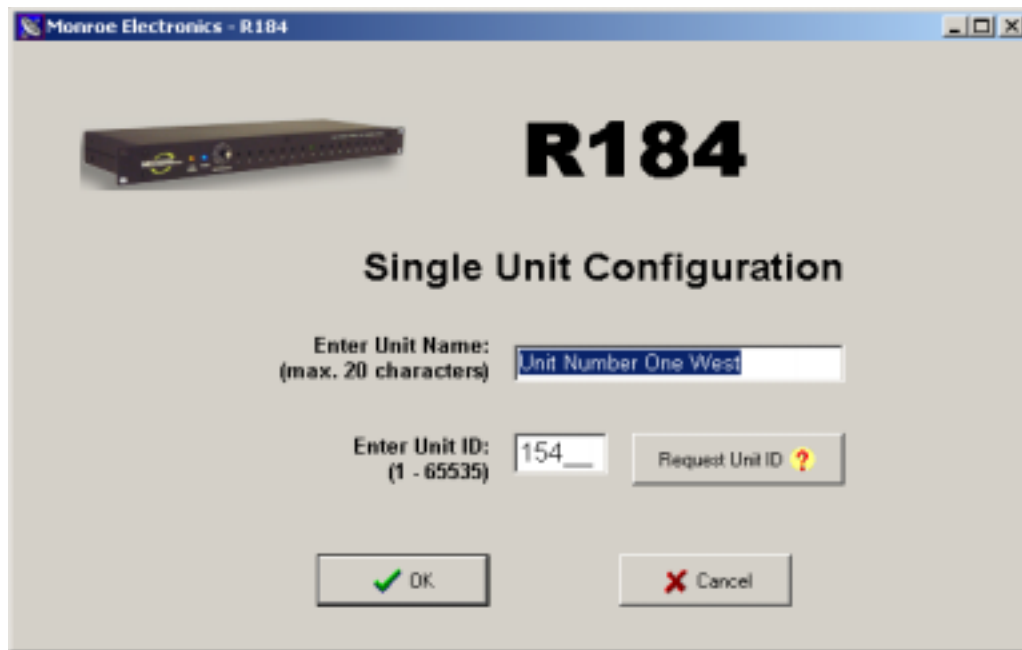 Monroe Electronics - R184
R184
Single Unit Configuration
Enter Unit Name:
(max. 20 characters)
Unit Number One West
Enter Unit ID:
(1 - 65535)
154__
Request Unit ID ?
OK
Cancel